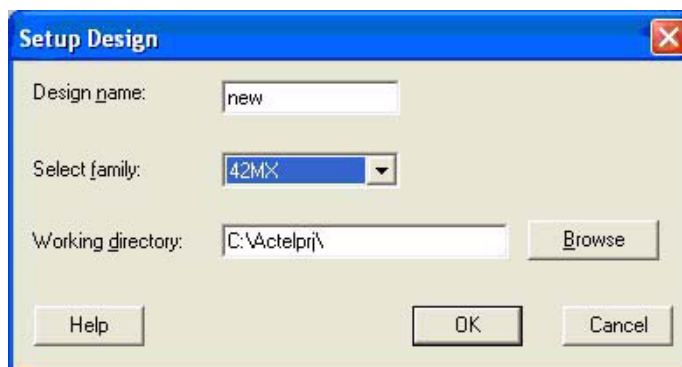 Setup Design
Design name: new
Select family: 42MX
Working directory: C:\Actelprj\ Browse
Help OK Cancel